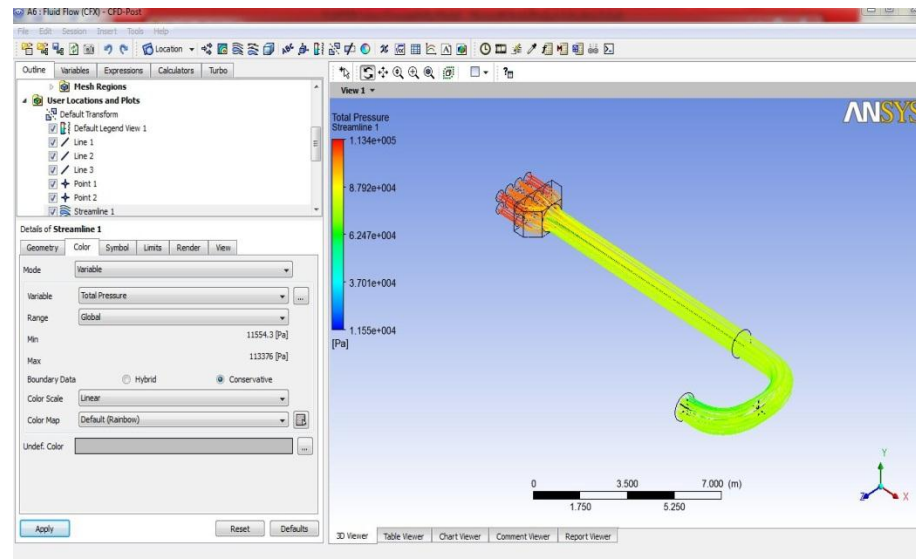 A6 : Fluid Flow (CFX) - CFD-Post
File Edit Session Insert Tools Help
Location
Outline Variables Expressions Calculators Turbo
Mesh Regions
User Locations and Plots
Default Transform
Default Legend View 1
Line 1
Line 2
Line 3
Point 1
Point 2
Streamline 1
Details of Streamline 1
Geometry Color Symbol Limits Render View
Mode Variable
Variable Total Pressure ...
Range Global
Min 11554.3 [Pa]
Max 113376 [Pa]
Boundary Data Hybrid Conservative
Color Scale Linear
Color Map Default (Rainbow)
Undef. Color ...
Apply Reset Defaults
View 1
Total Pressure
Streamline 1
1.134e+005
8.792e+004
6.247e+004
3.701e+004
1.155e+004
[Pa]
ANSYS
Y
Z X
0 3.500 7.000 (m)
1.750 5.250
3D Viewer Table Viewer Chart Viewer Comment Viewer Report Viewer